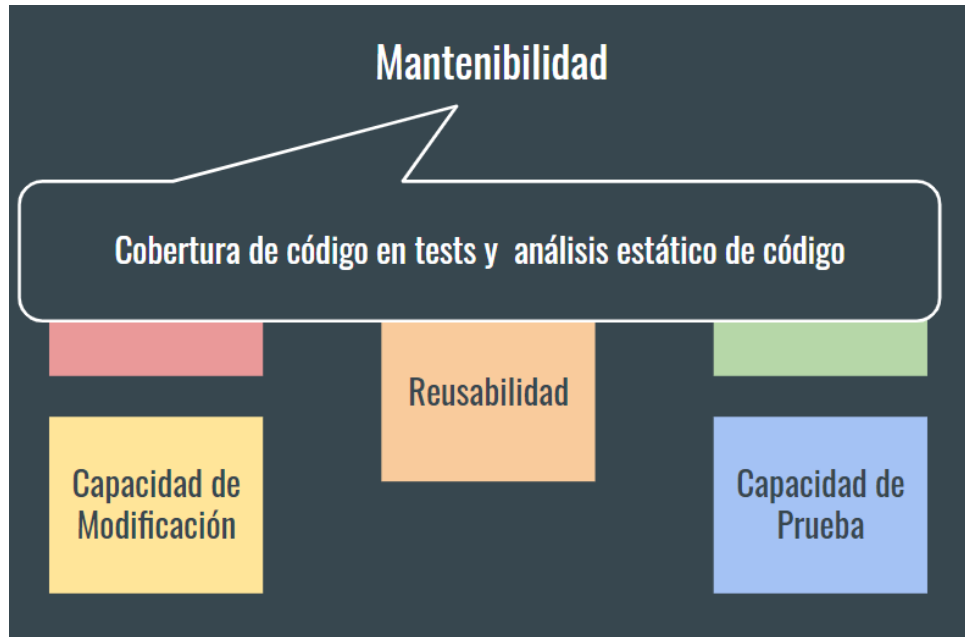 Mantenibilidad
Cobertura de código en tests y análisis estático de código
Reusabilidad
Capacidad de
Modificación
Capacidad de
Prueba